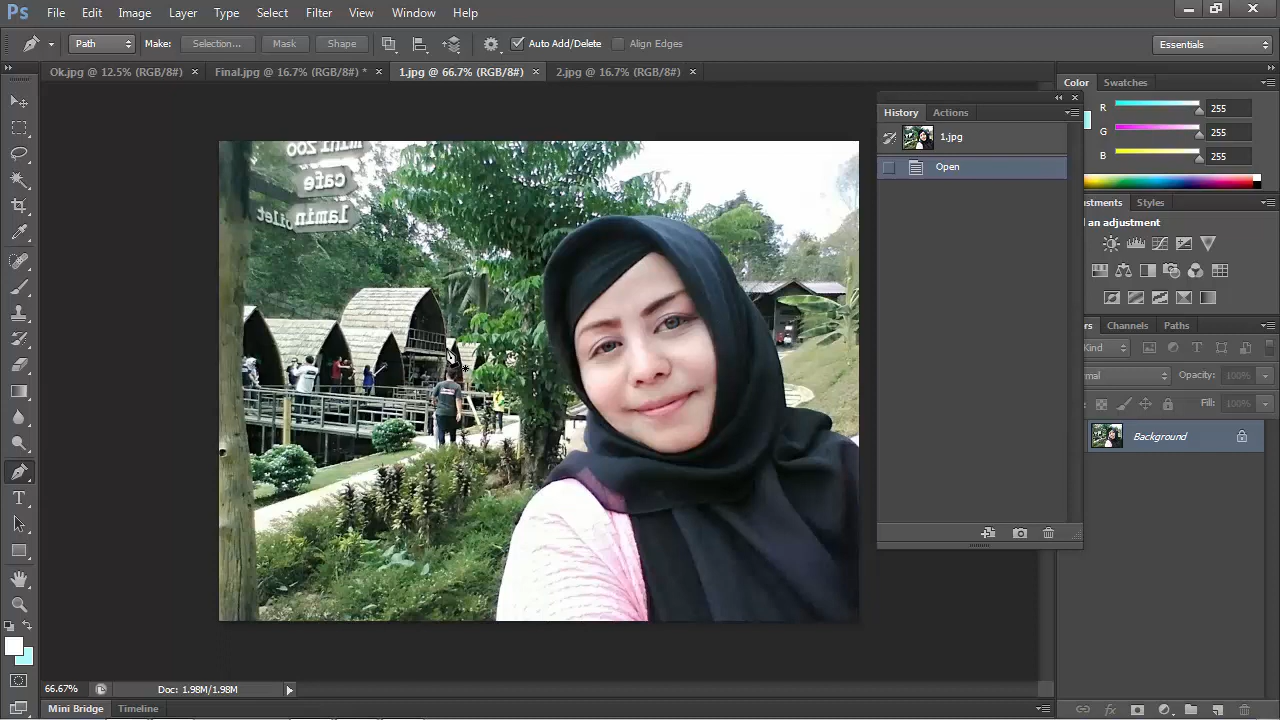 Ps File Edit Image Layer Type Select Filter View Window Help
Path Make: Selection... Mask Shape Auto Add/Delete Align Edges Essentials
Ok.jpg @ 12.5% (RGB/8#) × Final.jpg @ 16.7% (RGB/8#) * × 1.jpg @ 66.7% (RGB/8#) × 2.jpg @ 16.7% (RGB/8#) ×
Color Swatches
R 255
G 255
B 255
History Actions
1.jpg
Open
mini zoo
cafe
lamin
toilet
Styles
an adjustment
Channels Paths
Kind
Opacity: 100%
Fill: 100%
Background
T
66.67% Doc: 1.98M/1.98M
Mini Bridge Timeline
fx